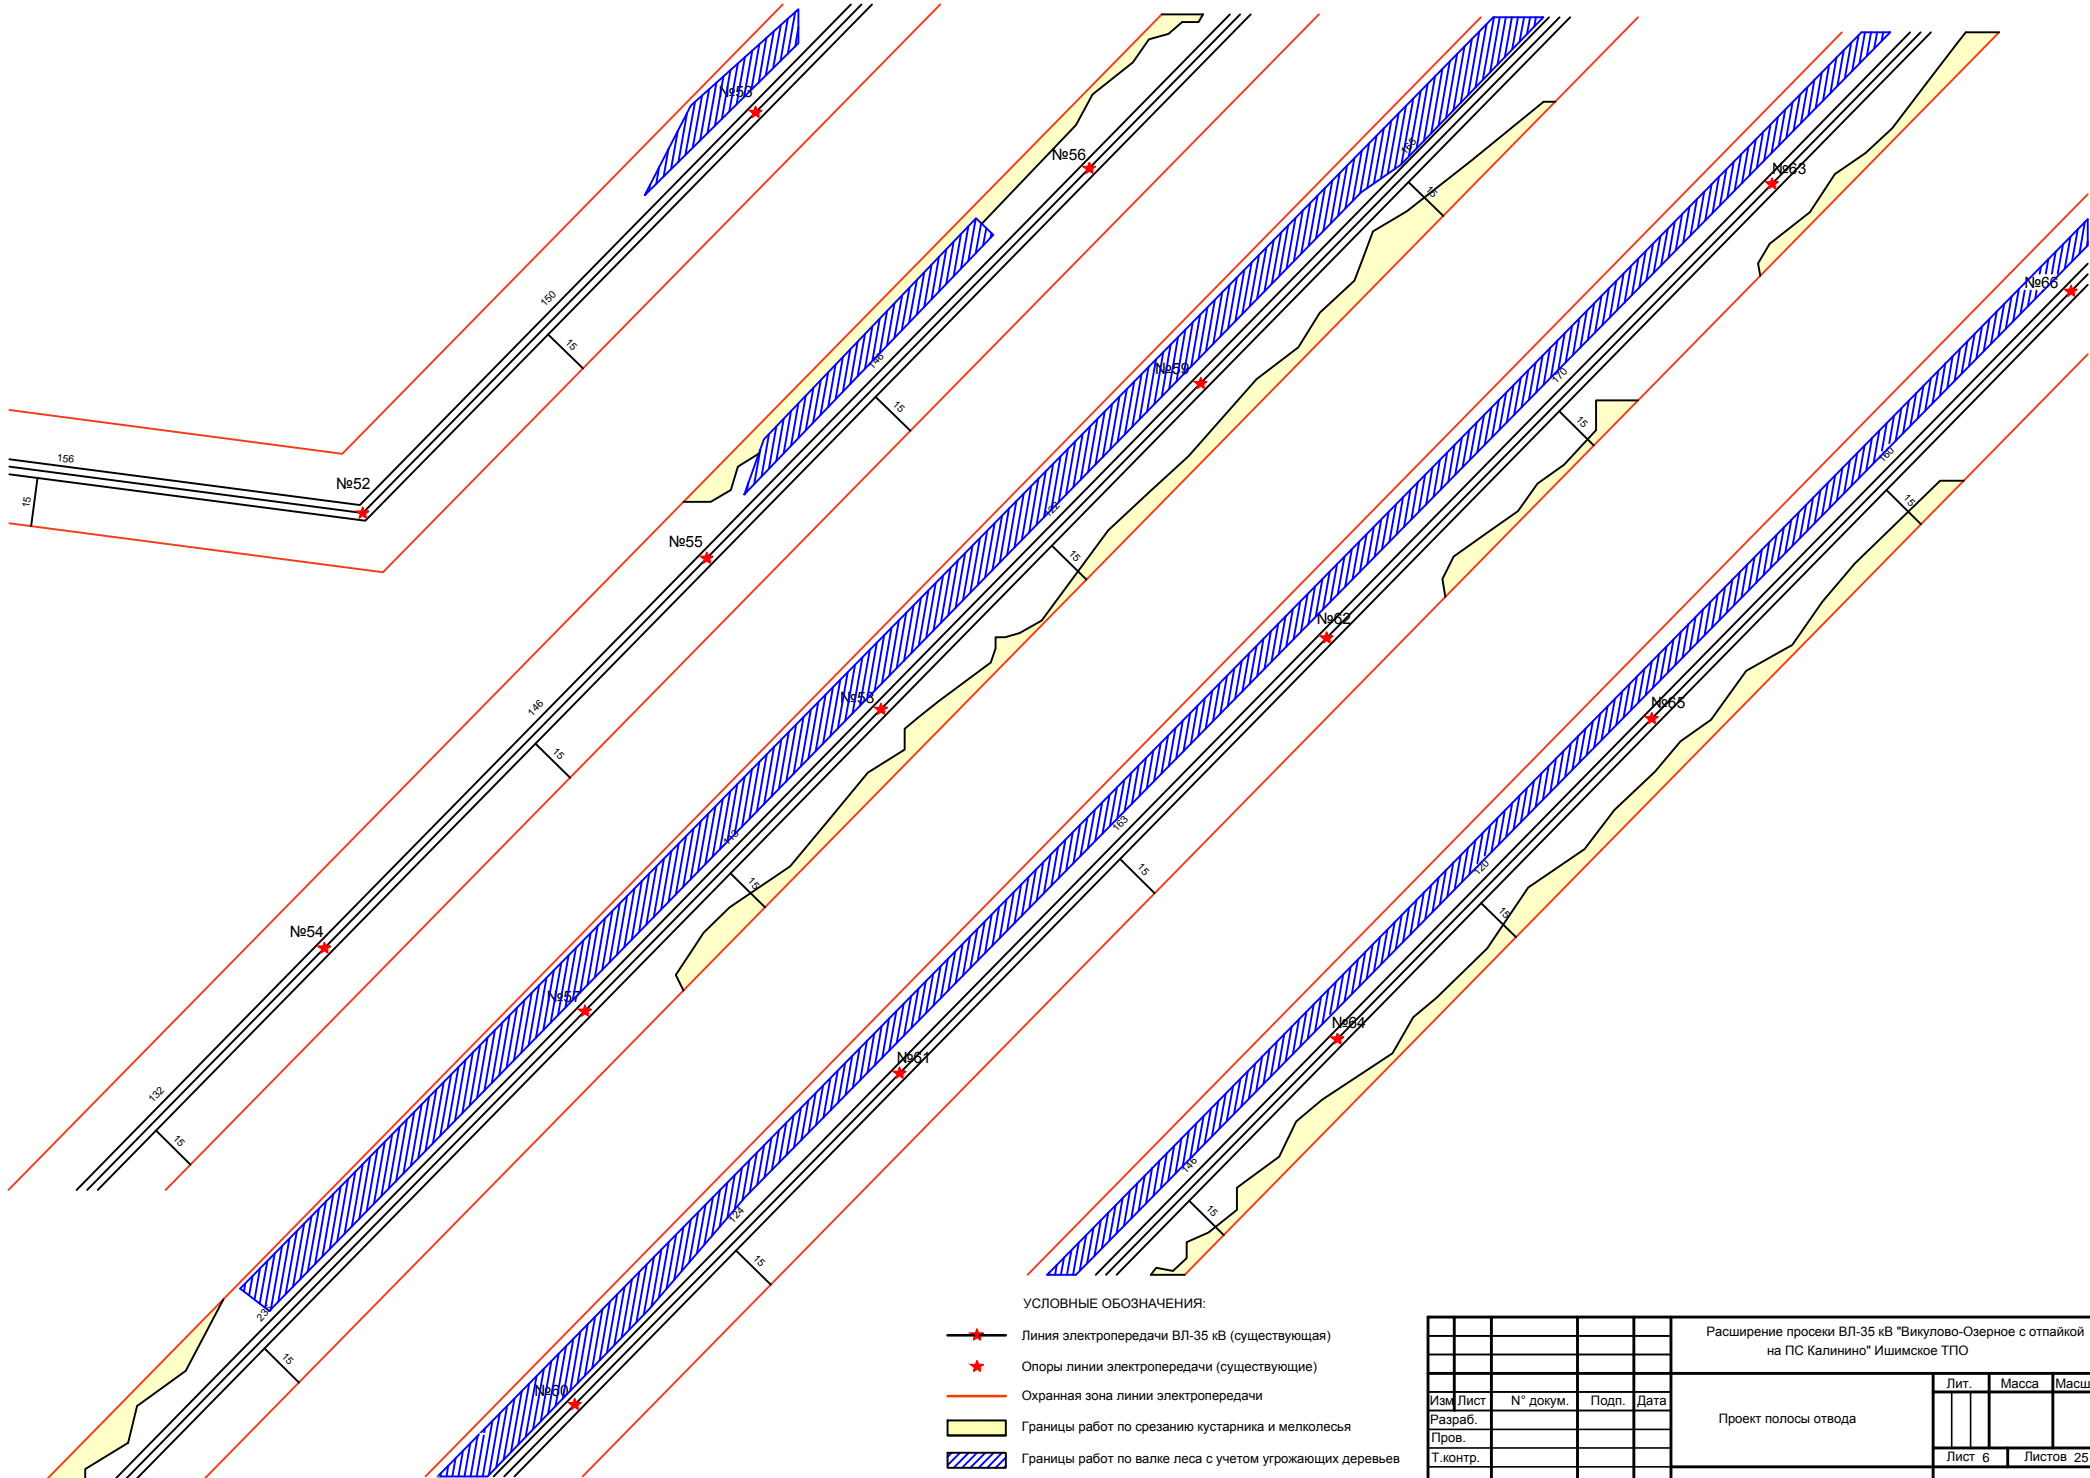 №53
№56
165
15
№63
150
15
№66
146
15
№59
170
15
156
15
№52
160
15
№55
122
15
№62
146
15
№58
№65
143
15
163
15
120
15
№54
№57
№64
№61
132
15
146
15
124
15
15
№60
УСЛОВНЫЕ ОБОЗНАЧЕНИЯ:
Линия электропередачи ВЛ-35 кВ (существующая)
Опоры линии электропередачи (существующие)
Охранная зона линии электропередачи
Границы работ по срезанию кустарника и мелколесья
Границы работ по валке леса с учетом угрожающих деревьев
Расширение просеки ВЛ-35 кВ "Викулово-Озерное с отпайкой
на ПС Калинино" Ишимское ТПО
Изм Лист N° докум. Подп. Дата
Разраб.
Пров.
Т.контр.
Проект полосы отвода
Лит. Масса Масш
Лист 6 Листов 25